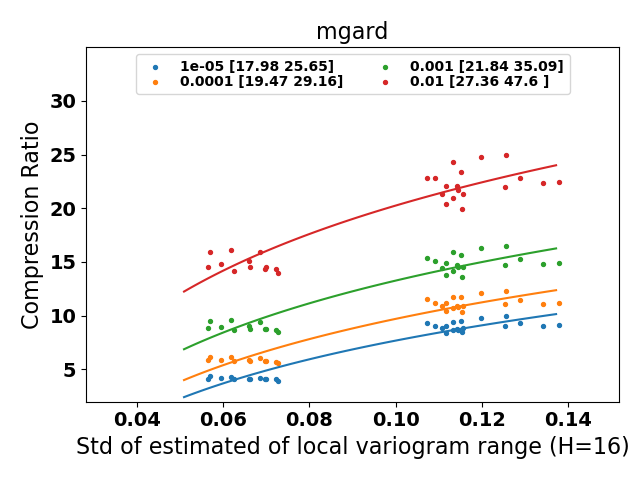 mgard
1e-05 [17.98 25.65]
0.0001 [19.47 29.16]
0.001 [21.84 35.09]
0.01 [27.36 47.6 ]
Compression Ratio
30
25
20
15
10
5
0.04 0.06 0.08 0.10 0.12 0.14
Std of estimated of local variogram range (H=16)